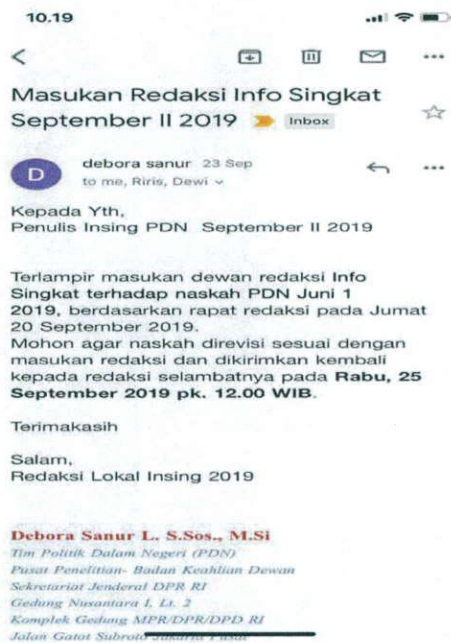 10.19
Masukan Redaksi Info Singkat
September II 2019 Inbox
D
debora sanur 23 Sep
to me, Riris, Dewi
Kepada Yth,
Penulis Insing PDN September II 2019
Terlampir masukan dewan redaksi Info
Singkat terhadap naskah PDN Juni 1
2019, berdasarkan rapat redaksi pada Jumat
20 September 2019.
Mohon agar naskah direvisi sesuai dengan
masukan redaksi dan dikirimkan kembali
kepada redaksi selambatnya pada Rabu, 25
September 2019 pk. 12.00 WIB.
Terimakasih
Salam,
Redaksi Lokal Insing 2019
Debora Sanur L. S.Sos., M.Si
Tim Politik Dalam Negeri (PDN)
Pusat Penelitian- Badan Keahlian Dewan
Sekretariat Jenderal DPR RI
Gedung Nusantara I, Lt. 2
Komplek Gedung MPR/DPR/DPD RI
Jalan Gatot Subroto Jakarta Pusat